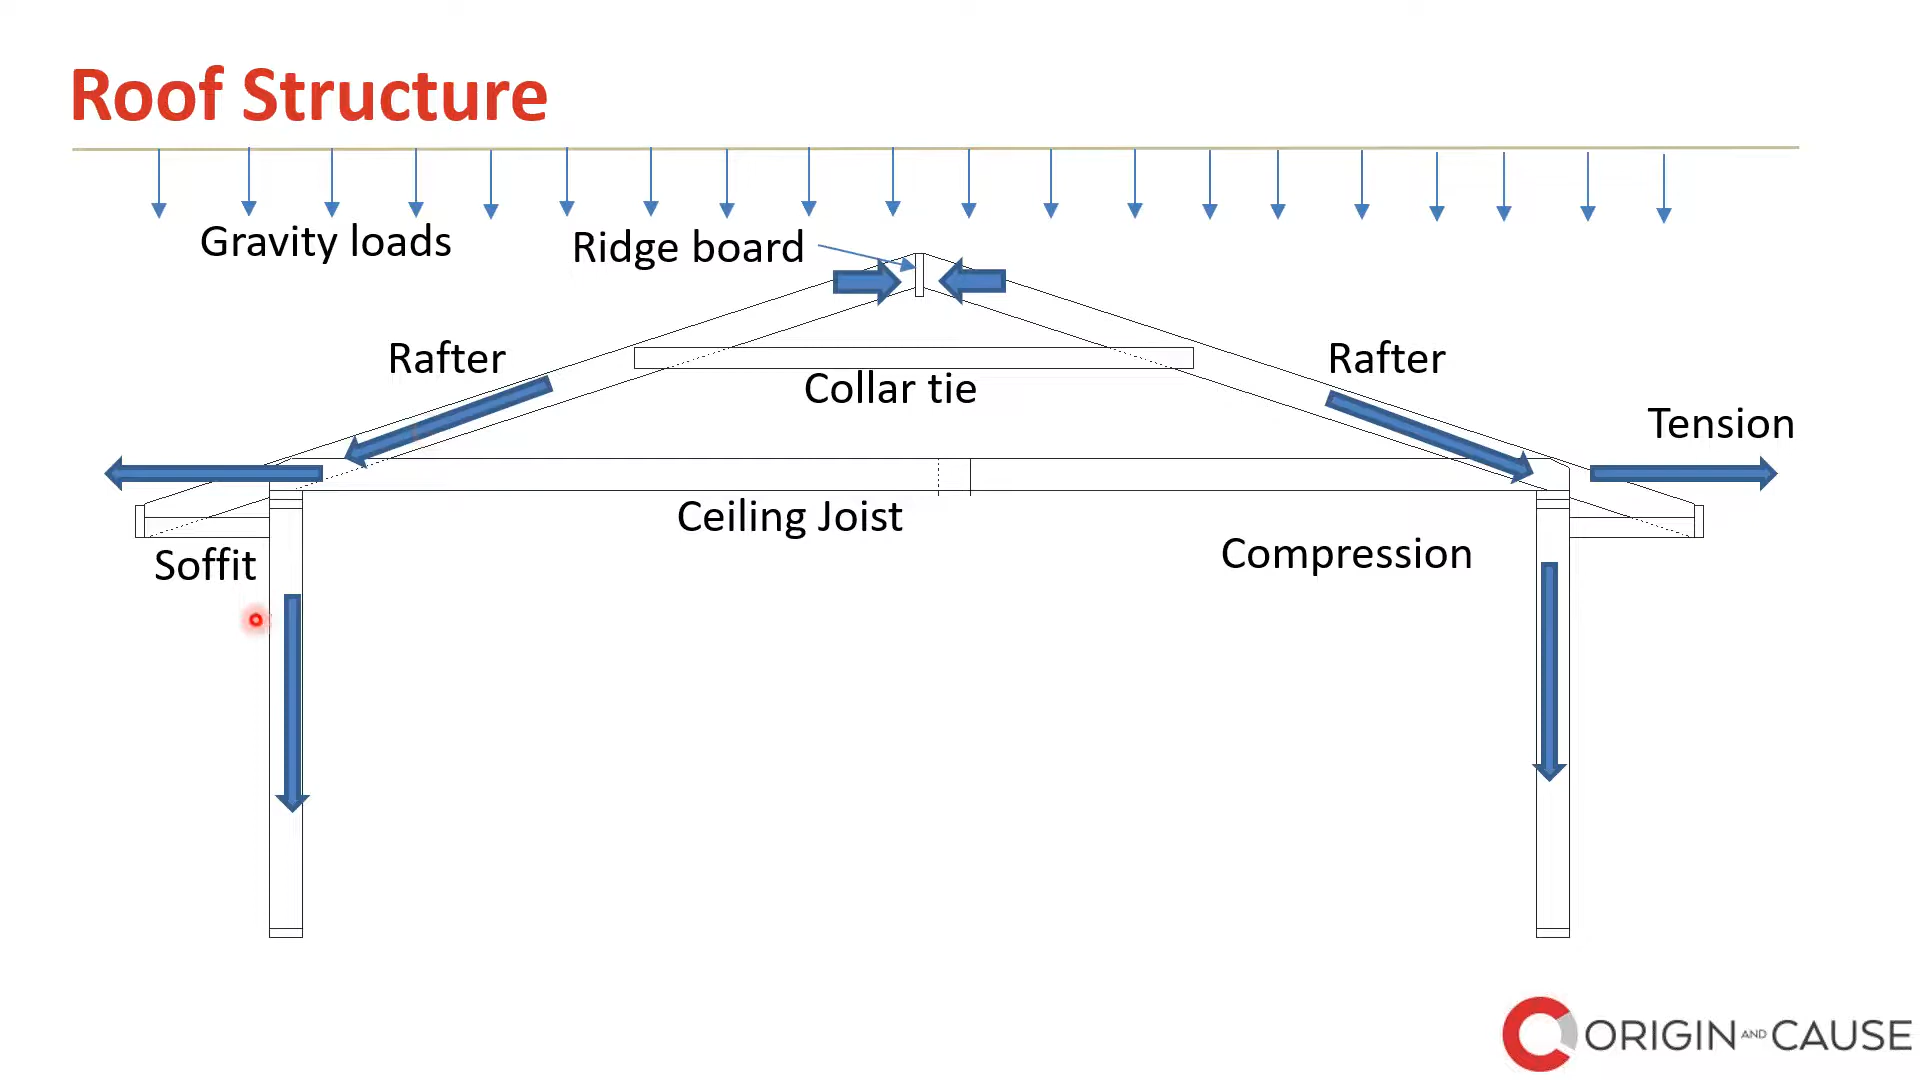 Roof Structure
Gravity loads
Ridge board
Rafter
Rafter
Collar tie
Tension
Ceiling Joist
Compression
Soffit
ORIGIN AND CAUSE